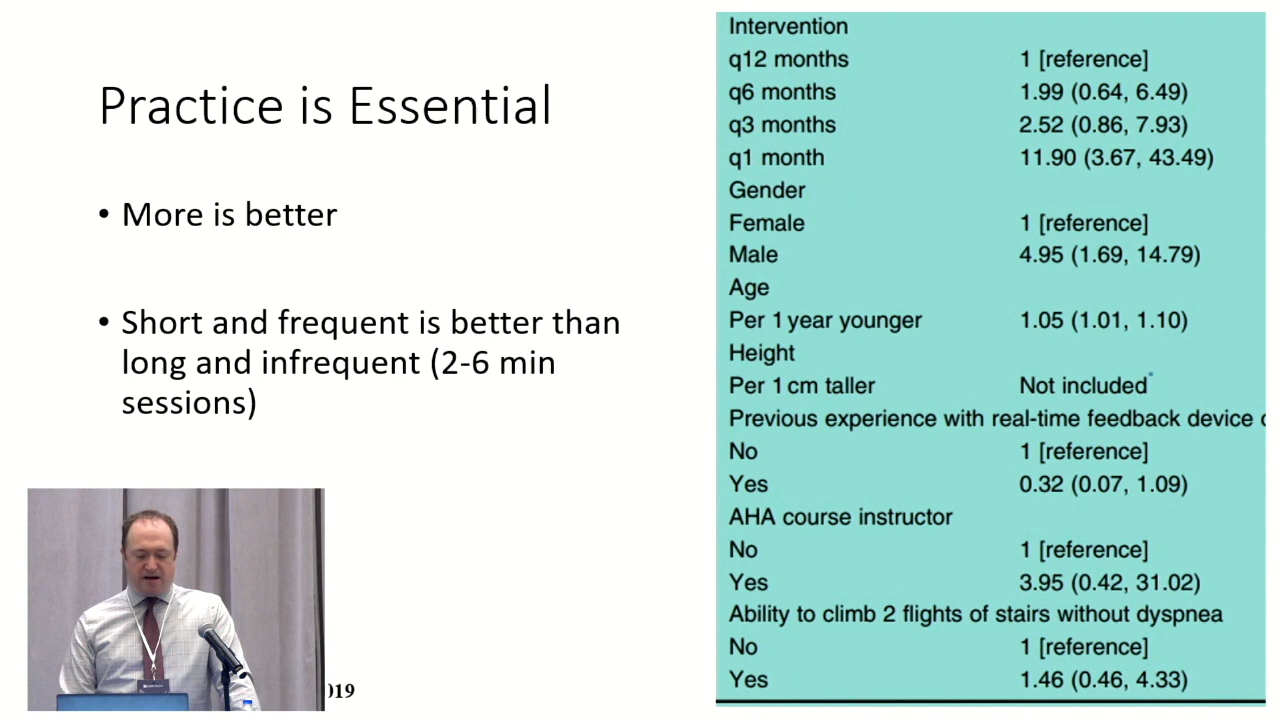 Practice is Essential
• More is better
• Short and frequent is better than
long and infrequent (2-6 min
sessions)
019
Intervention
q12 months 1 [reference]
q6 months 1.99 (0.64, 6.49)
q3 months 2.52 (0.86, 7.93)
q1 month 11.90 (3.67, 43.49)
Gender
Female 1 [reference]
Male 4.95 (1.69, 14.79)
Age
Per 1 year younger 1.05 (1.01, 1.10)
Height
Per 1 cm taller Not included*
Previous experience with real-time feedback device
No 1 [reference]
Yes 0.32 (0.07, 1.09)
AHA course instructor
No 1 [reference]
Yes 3.95 (0.42, 31.02)
Ability to climb 2 flights of stairs without dyspnea
No 1 [reference]
Yes 1.46 (0.46, 4.33)